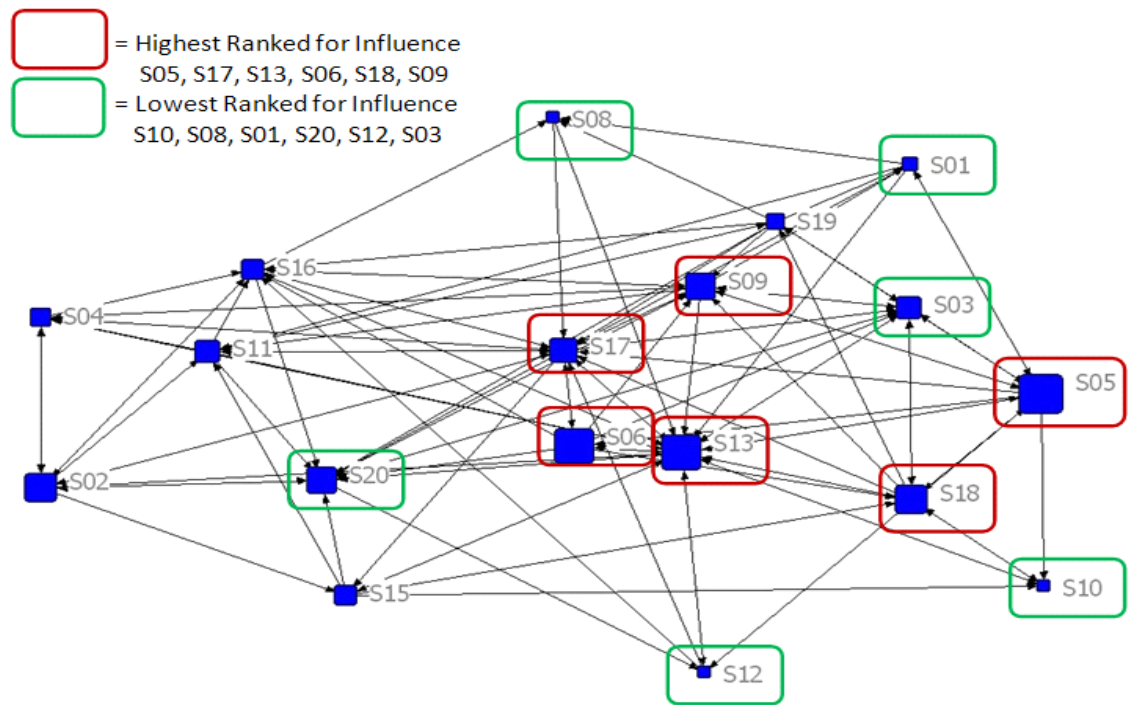 = Highest Ranked for Influence
S05, S17, S13, S06, S18, S09
= Lowest Ranked for Influence
S10, S08, S01, S20, S12, S03
S08
S01
S19
S16
S09
S03
S04
S11
S17
S05
S06
S13
S02
S20
S18
S15
S10
S12